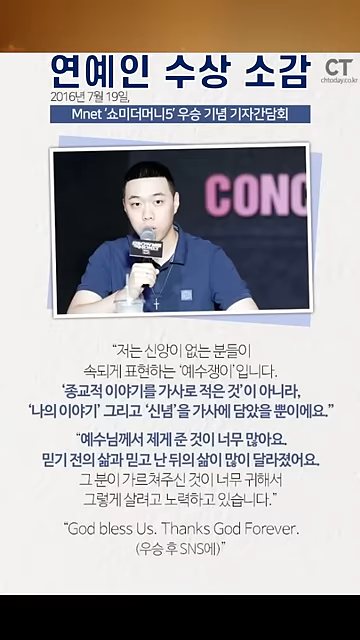 연예인 수상 소감
CT
chtoday.co.kr
2016년 7월 19일,
Mnet '쇼미더머니5' 우승 기념 기자간담회
CONG
"저는 신앙이 없는 분들이
속되게 표현하는 '예수쟁이'입니다.
'종교적 이야기를 가사로 적은 것'이 아니라,
'나의 이야기' 그리고 '신념'을 가사에 담았을 뿐이에요."
"예수님께서 제게 준 것이 너무 많아요.
믿기 전의 삶과 믿고 난 뒤의 삶이 많이 달라졌어요.
그 분이 가르쳐주신 것이 너무 귀해서
그렇게 살려고 노력하고 있습니다."
"God bless Us. Thanks God Forever.
(우승 후 SNS에)"